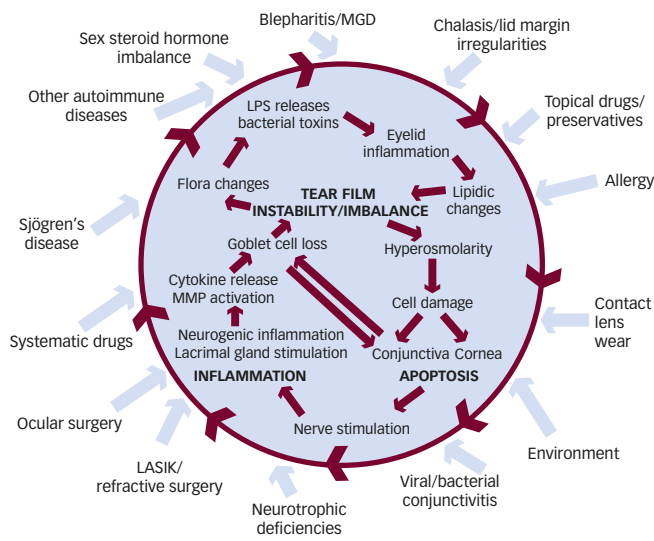 Blepharitis/MGD
Chalasis/lid margin
irregularities
Sex steroid hormone
imbalance
Other autoimmune
diseases
Topical drugs/
preservatives
LPS releases
bacterial toxins
Eyelid
inflammation
Allergy
Flora changes
TEAR FILM
INSTABILITY/IMBALANCE
Lipidic
changes
Sjögren's
disease
Goblet cell loss
Hyperosmolarity
Cytokine release
MMP activation
Cell damage
Contact
lens
wear
Systematic drugs
Neurogenic inflammation
Lacrimal gland stimulation
Conjunctiva Cornea
INFLAMMATION
APOPTOSIS
Ocular surgery
Nerve stimulation
Environment
LASIK/
refractive surgery
Neurotrophic
deficiencies
Viral/bacterial
conjunctivitis